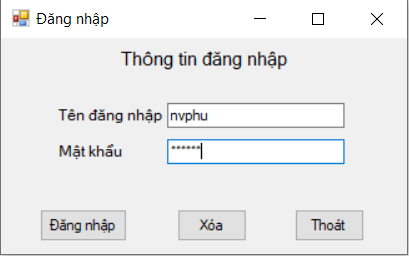 Đăng nhập
Thông tin đăng nhập
Tên đăng nhập nvphu
Mật khẩu ******
Đăng nhập Xóa Thoát